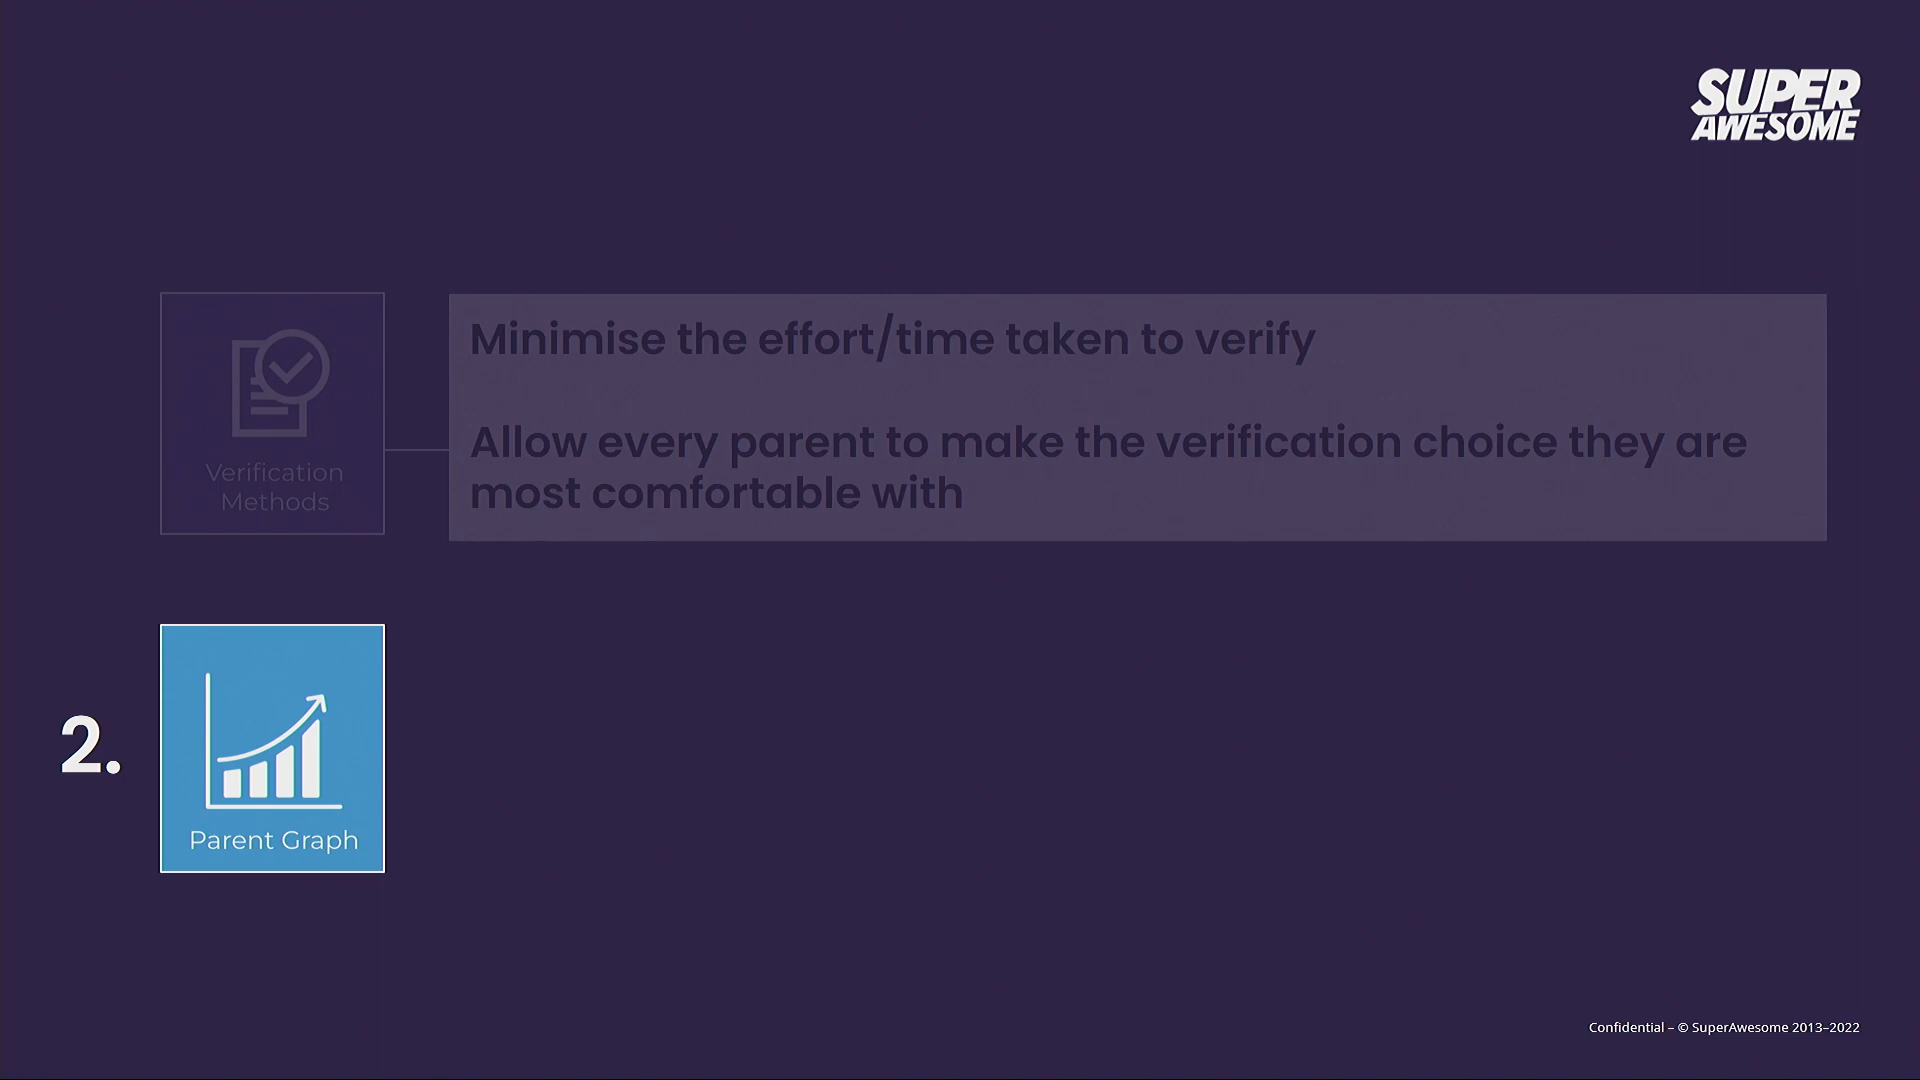 SUPER
AWESOME
Minimise the effort/time taken to verify
Allow every parent to make the verification choice they are
most comfortable with
Verification
Methods
2.
Parent Graph
Confidential – © SuperAwesome 2013–2022